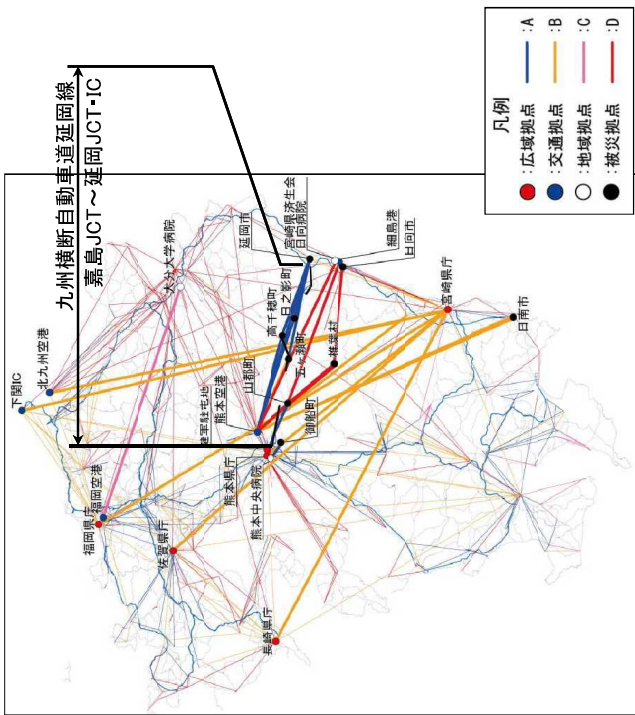 九州横断自動車道延岡線
嘉島JCT～延岡JCT・IC
下関IC
北九州空港
福岡県庁
福岡空港
佐賀県庁
長崎県庁
大分大学病院
熊本空港
熊本県庁
熊本中央病院
御船町
山都町
高千穂町
日之影町
五ヶ瀬町
椎葉村
延岡市
宮崎県済生会
日向病院
細島港
日向市
宮崎県庁
日南市
凡例
:広域拠点
:交通拠点
:地域拠点
:被災拠点
:A
:B
:C
:D